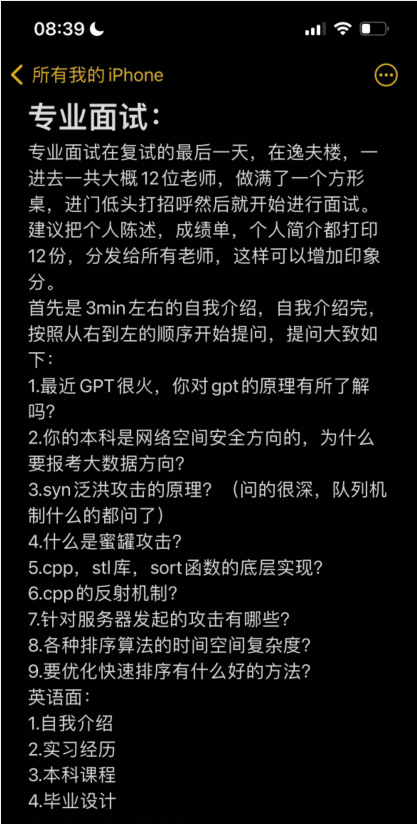 08:39
所有我的iPhone
专业面试：
专业面试在复试的最后一天，在逸夫楼，一
进去一共大概12位老师，做满了一个方形
桌，进门低头打招呼然后就开始进行面试。
建议把个人陈述，成绩单，个人简介都打印
12份，分发给所有老师，这样可以增加印象
分。
首先是3min左右的自我介绍，自我介绍完，
按照从右到左的顺序开始提问，提问大致如
下：
1.最近GPT很火，你对gpt的原理有所了解
吗？
2.你的本科是网络空间安全方向的，为什么
要报考大数据方向？
3.syn泛洪攻击的原理？（问的很深，队列机
制什么的都问了）
4.什么是蜜罐攻击？
5.cpp，stl库，sort函数的底层实现？
6.cpp的反射机制？
7.针对服务器发起的攻击有哪些？
8.各种排序算法的时间空间复杂度？
9.要优化快速排序有什么好的方法？
英语面：
1.自我介绍
2.实习经历
3.本科课程
4.毕业设计